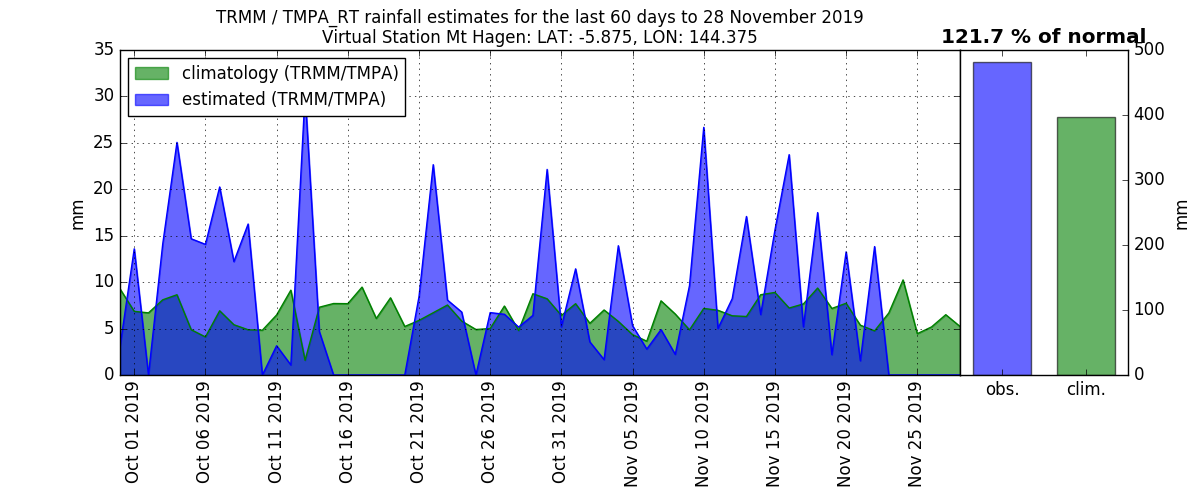 TRMM / TMPA_RT rainfall estimates for the last 60 days to 28 November 2019
Virtual Station Mt Hagen: LAT: -5.875, LON: 144.375
121.7 % of normal
climatology (TRMM/TMPA)
estimated (TRMM/TMPA)
35
30
25
20
15
10
5
0
mm
Oct 01 2019
Oct 06 2019
Oct 11 2019
Oct 16 2019
Oct 21 2019
Oct 26 2019
Oct 31 2019
Nov 05 2019
Nov 10 2019
Nov 15 2019
Nov 20 2019
Nov 25 2019
500
400
300
200
100
0
mm
obs.
clim.